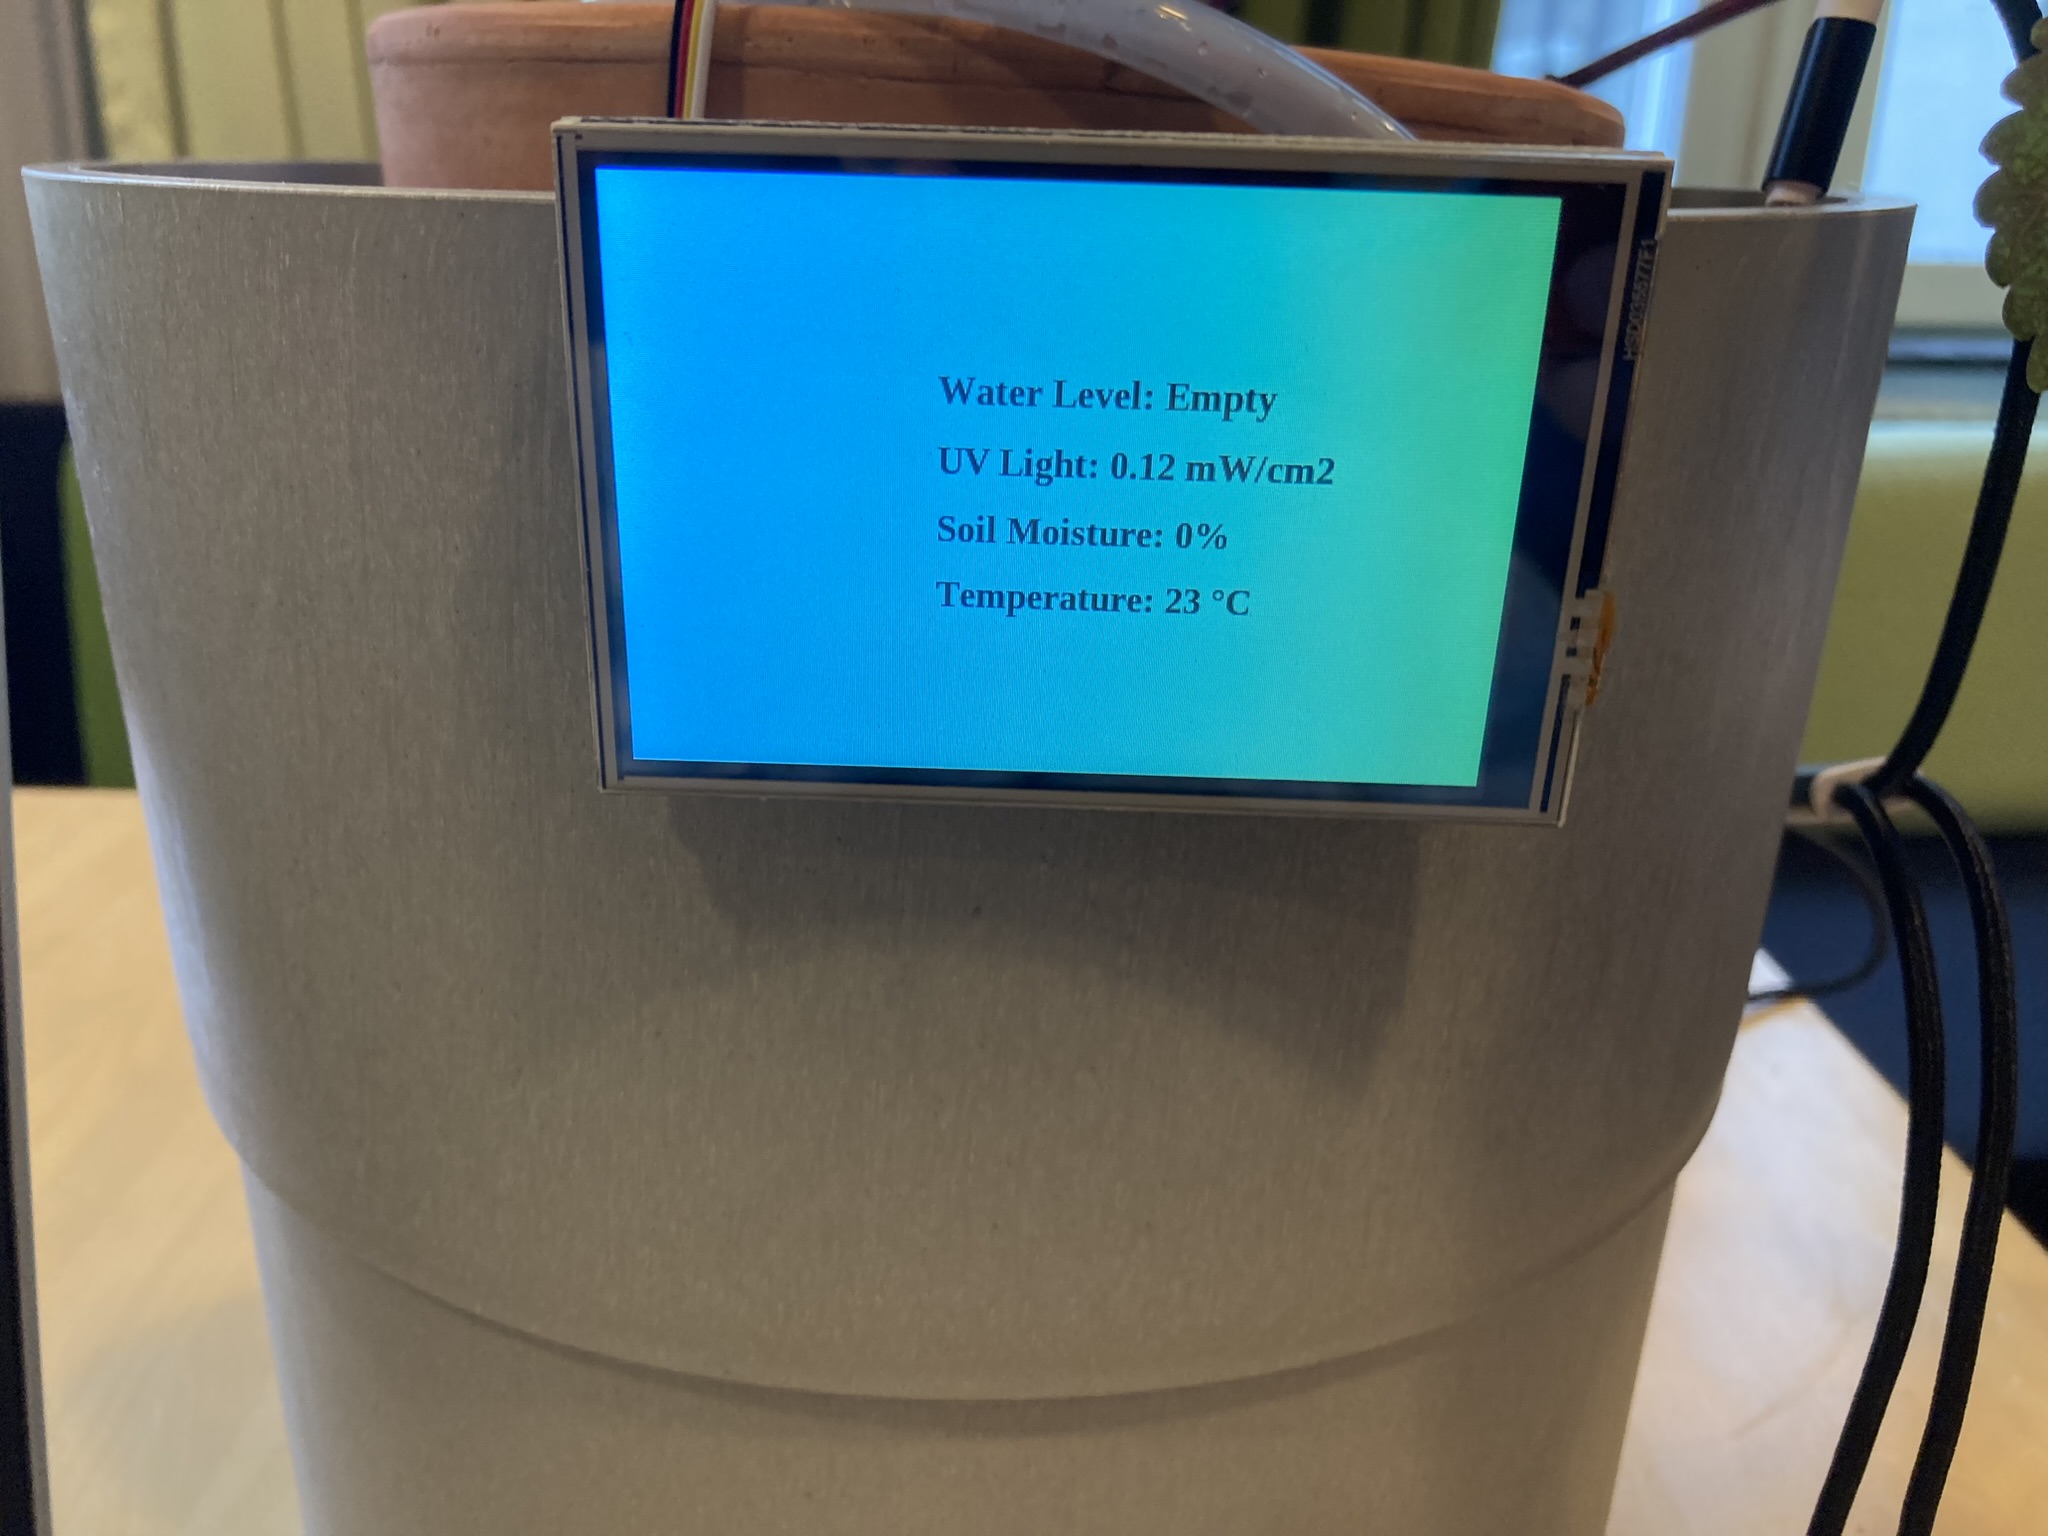 Water Level: Empty
UV Light: 0.12 mW/cm2
Soil Moisture: 0%
Temperature: 23 °C